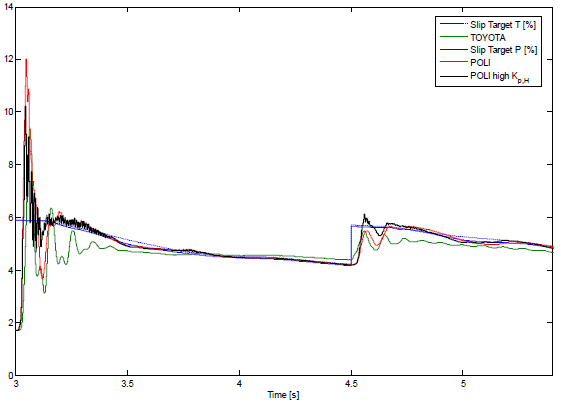 14
12
10
8
6
4
2
0
Slip Target T [%]
TOYOTA
Slip Target P [%]
POLI
POLI high Kp,H
3
3.5
4
4.5
5
Time [s]